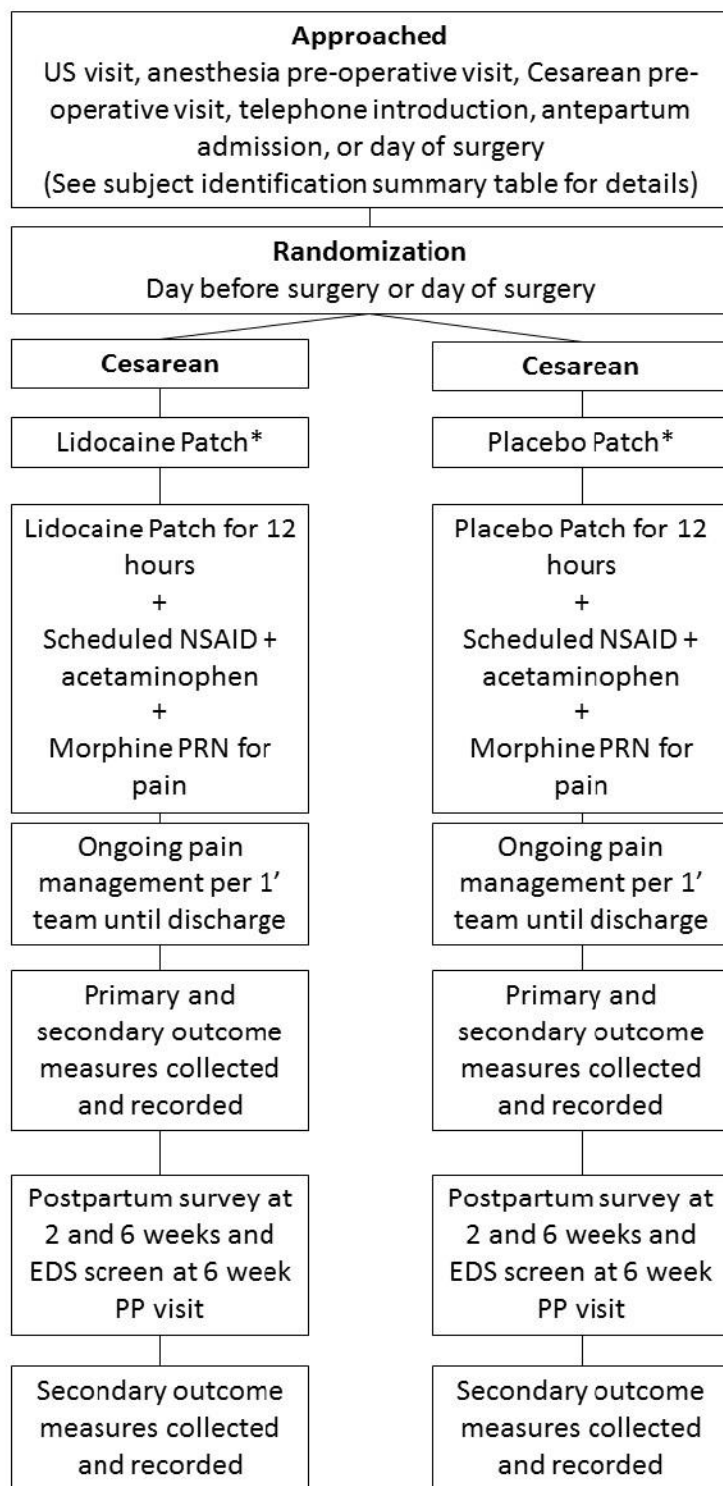 Approached
US visit, anesthesia pre-operative visit, Cesarean pre-
operative visit, telephone introduction, antepartum
admission, or day of surgery
(See subject identification summary table for details)
Randomization
Day before surgery or day of surgery
Cesarean
Lidocaine Patch*
Lidocaine Patch for 12
hours
+
Scheduled NSAID +
acetaminophen
+
Morphine PRN for
pain
Ongoing pain
management per 1’
team until discharge
Primary and
secondary outcome
measures collected
and recorded
Postpartum survey at
2 and 6 weeks and
EDS screen at 6 week
PP visit
Secondary outcome
measures collected
and recorded
Cesarean
Placebo Patch*
Placebo Patch for 12
hours
+
Scheduled NSAID +
acetaminophen
+
Morphine PRN for
pain
Ongoing pain
management per 1’
team until discharge
Primary and
secondary outcome
measures collected
and recorded
Postpartum survey at
2 and 6 weeks and
EDS screen at 6 week
PP visit
Secondary outcome
measures collected
and recorded